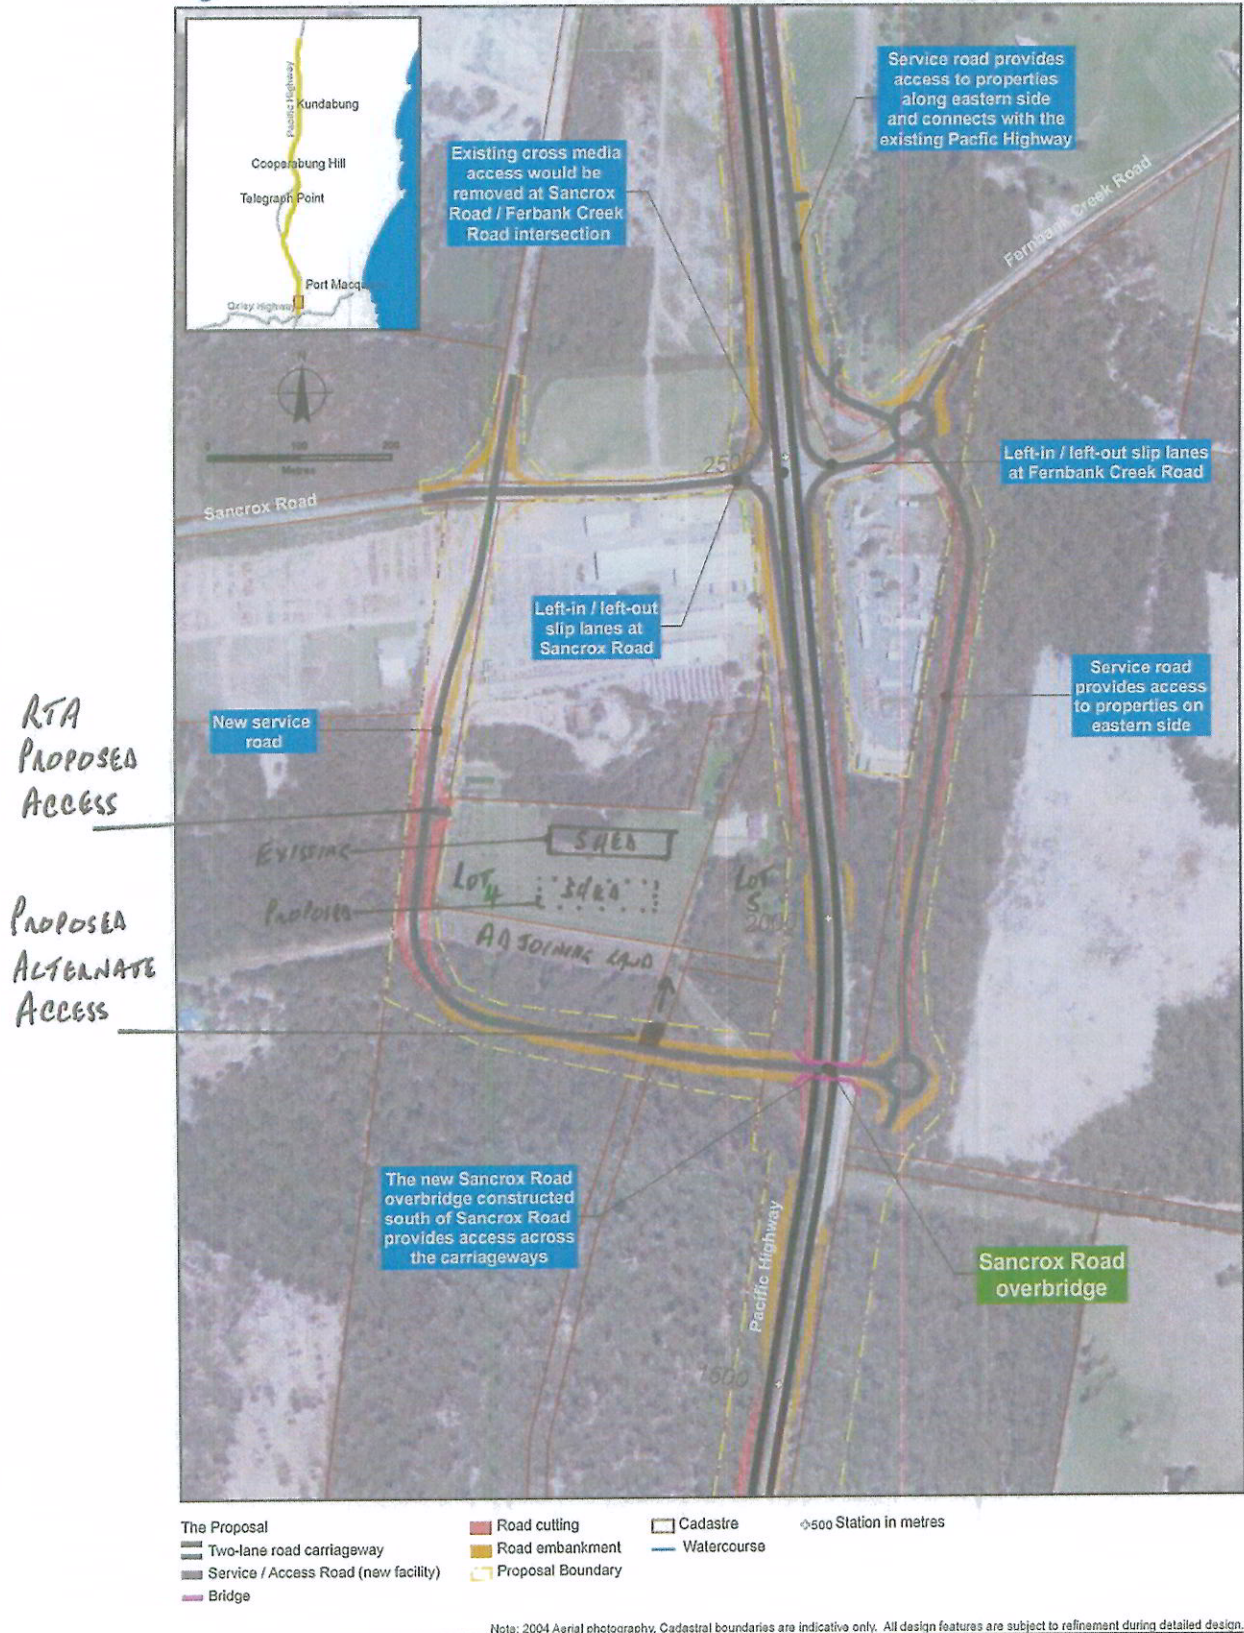 Pacific Highway
Kundabung
Cooperabung Hill
Telegraph Point
Port Macqu
Oxley Highway
Service road provides
access to properties
along eastern side
and connects with the
existing Pacfic Highway
Existing cross media
access would be
removed at Sancrox
Road / Ferbank Creek
Road intersection
Fernbank Creek Road
N
0 100 200
Metres
2500
Left-in / left-out slip lanes
at Fernbank Creek Road
Sancrox Road
Left-in / left-out
slip lanes at
Sancrox Road
Service road
provides access
to properties on
eastern side
New service
road
RTA
PROPOSED
ACCESS
EXISTING
SHED
LOT
4
SHED
LOT
5
PROPOSED
2000
ADJOINING LAND
PROPOSED
ALTERNATE
ACCESS
The new Sancrox Road
overbridge constructed
south of Sancrox Road
provides access across
the carriageways
Pacific Highway
Sancrox Road
overbridge
1500
The Proposal
Two-lane road carriageway
Service / Access Road (new facility)
Bridge
Road cutting
Road embankment
Proposal Boundary
Cadastre
Watercourse
500 Station in metres
Note: 2004 Aerial photography, Cadastral boundaries are indicative only. All design features are subject to refinement during detailed design.